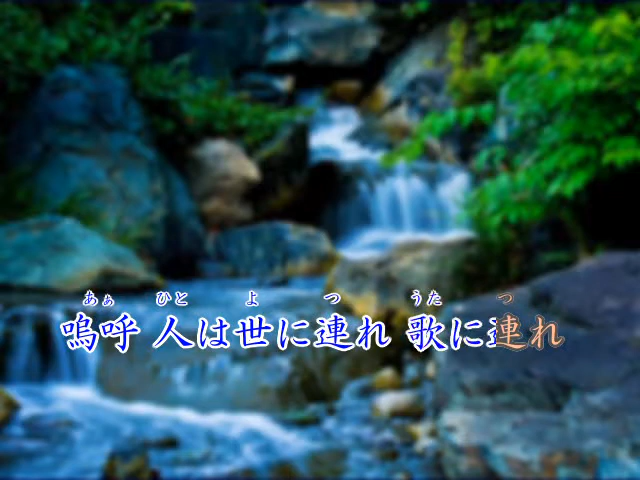 あぁ ひと よ つ うた つ
嗚呼 人は世に連れ 歌に連れ